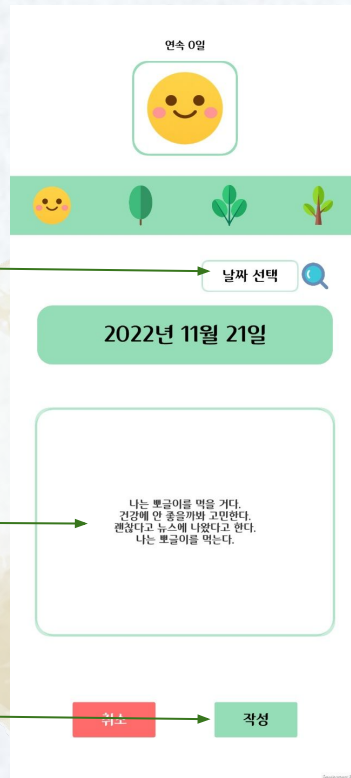 연속 0일
날짜 선택
2022년 11월 21일
나는 뽀글이를 먹을 거다.
건강에 안 좋을까봐 고민한다.
괜찮다고 뉴스에 나왔다고 한다.
나는 뽀글이를 먹는다.
취소
작성